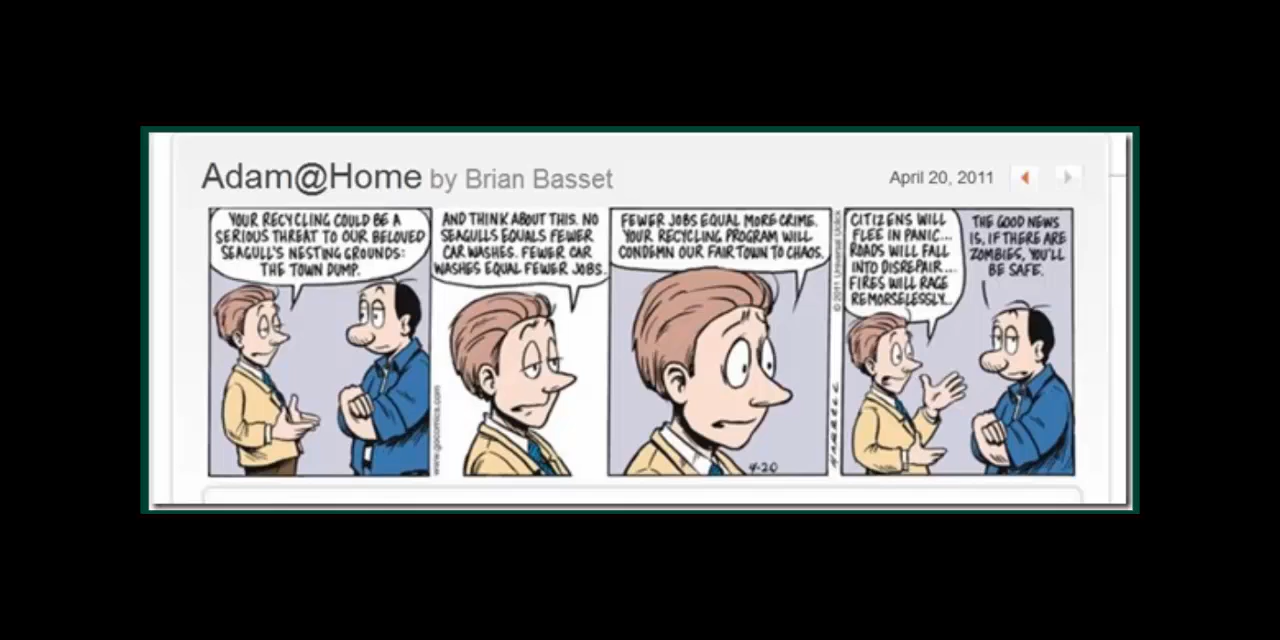 Adam@Home by Brian Basset
April 20, 2011
YOUR RECYCLING COULD BE A
SERIOUS THREAT TO OUR BELOVED
SEAGULL'S NESTING GROUNDS:
THE TOWN DUMP.
AND THINK ABOUT THIS. NO
SEAGULLS EQUALS FEWER
CAR WASHES. FEWER CAR
WASHES EQUAL FEWER JOBS.
www.gocomics.com
FEWER JOBS EQUAL MORE CRIME.
YOUR RECYCLING PROGRAM WILL
CONDEMN OUR FAIR TOWN TO CHAOS.
4-20
© 2011 Universal Uclick
CITIZENS WILL
FLEE IN PANIC...
ROADS WILL FALL
INTO DISREPAIR...
FIRES WILL RAGE
REMORSELESSLY...
THE GOOD NEWS
IS, IF THERE ARE
ZOMBIES, YOU'LL
BE SAFE.